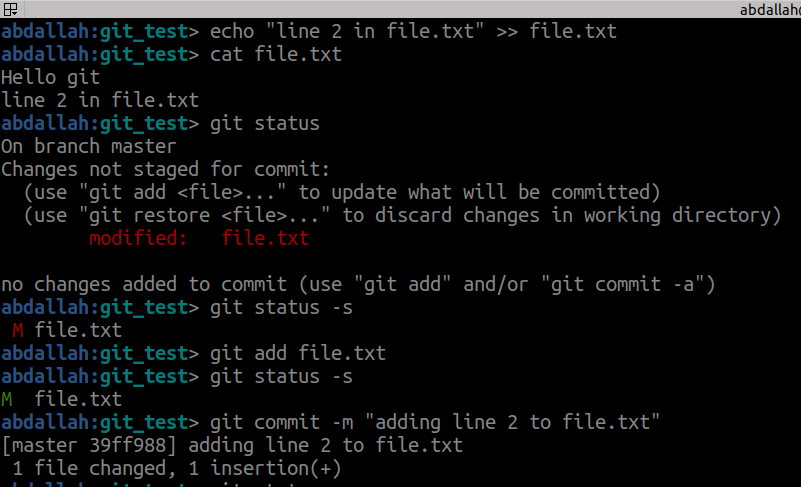 abdallah@
abdallah:git_test> echo "line 2 in file.txt" >> file.txt
abdallah:git_test> cat file.txt
Hello git
line 2 in file.txt
abdallah:git_test> git status
On branch master
Changes not staged for commit:
  (use "git add <file>..." to update what will be committed)
  (use "git restore <file>..." to discard changes in working directory)
        modified:   file.txt

no changes added to commit (use "git add" and/or "git commit -a")
abdallah:git_test> git status -s
 M file.txt
abdallah:git_test> git add file.txt
abdallah:git_test> git status -s
M  file.txt
abdallah:git_test> git commit -m "adding line 2 to file.txt"
[master 39ff988] adding line 2 to file.txt
 1 file changed, 1 insertion(+)